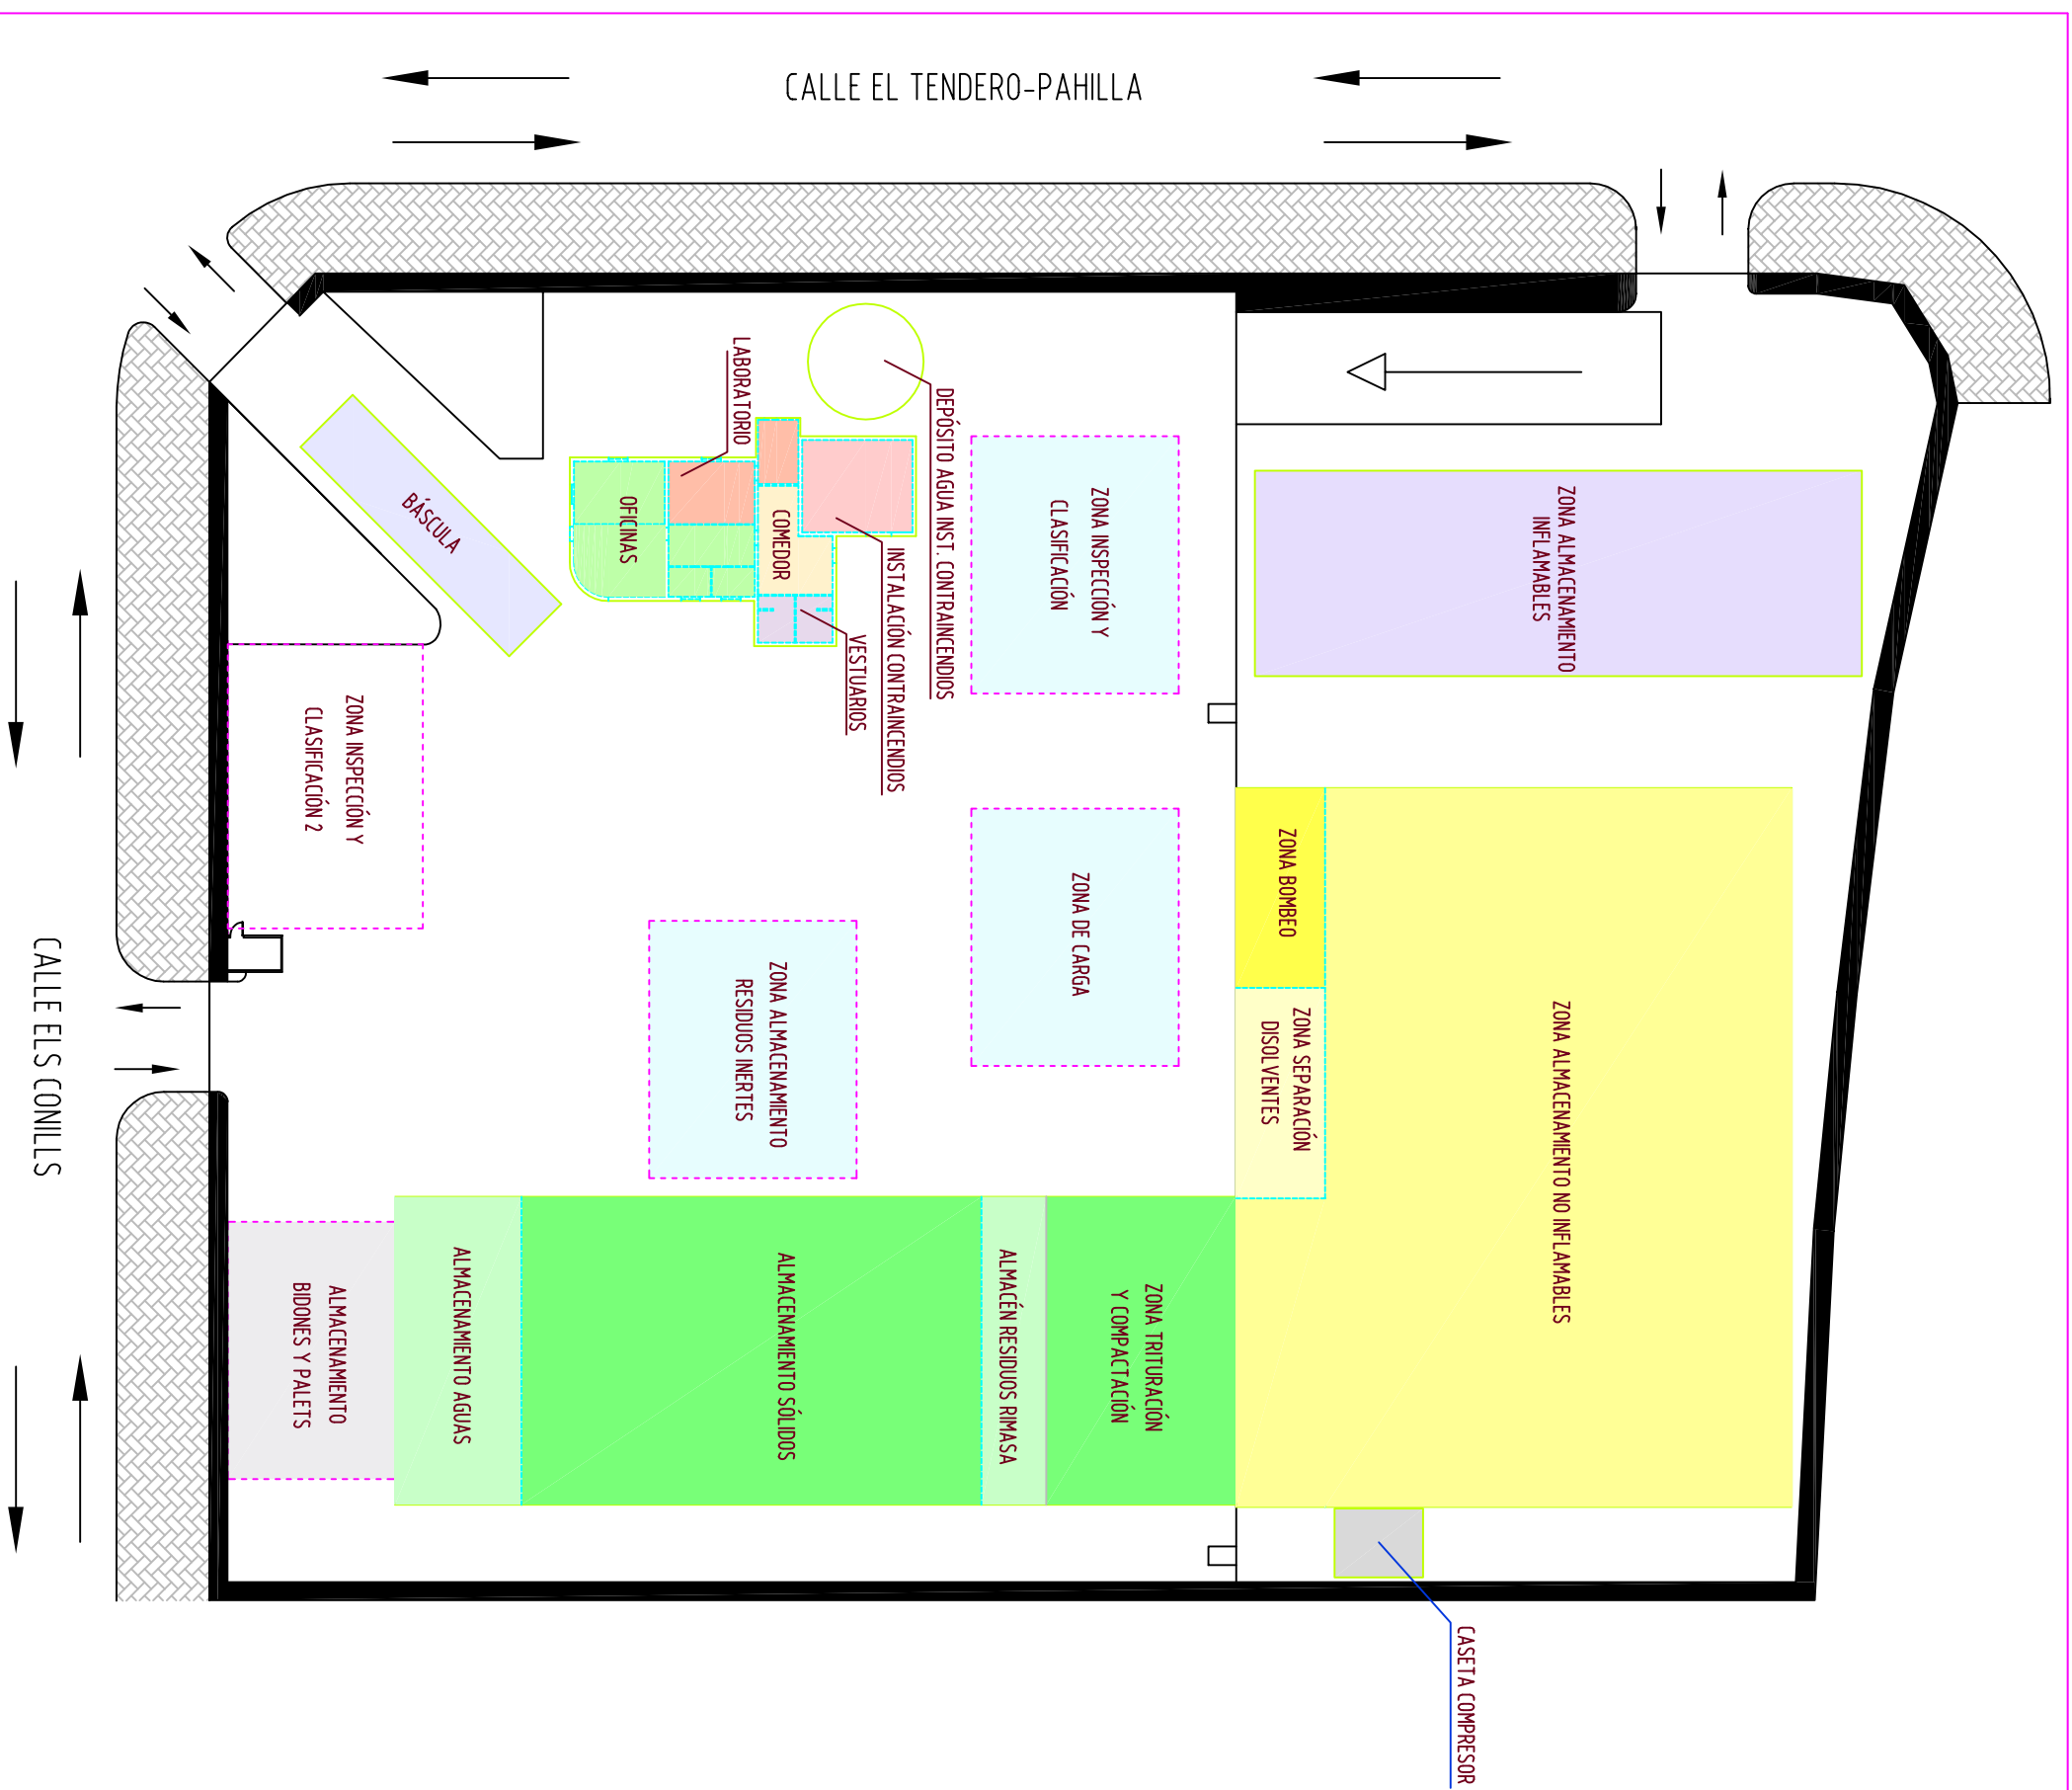 CALLE EL TENDERO-PAHILLA
CALLE ELS CONILLS
DEPÓSITO AGUA INST. CONTRAINCENDIOS
INSTALACIÓN CONTRAINCENDIOS
VESTUARIOS
LABORATORIO
COMEDOR
OFICINAS
BÁSCULA
ZONA INSPECCIÓN Y
CLASIFICACIÓN
ZONA ALMACENAMIENTO
INFLAMABLES
ZONA INSPECCIÓN Y
CLASIFICACIÓN 2
ZONA BOMBEO
ZONA DE CARGA
ZONA SEPARACIÓN
DISOLVENTES
ZONA ALMACENAMIENTO
RESIDUOS INERTES
ZONA ALMACENAMIENTO NO INFLAMABLES
ZONA TRITURACIÓN
Y COMPACTACIÓN
ALMACÉN RESIDUOS RIMASA
ALMACENAMIENTO SÓLIDOS
ALMACENAMIENTO AGUAS
ALMACENAMIENTO
BIDONES Y PALETS
CASETA COMPRESOR